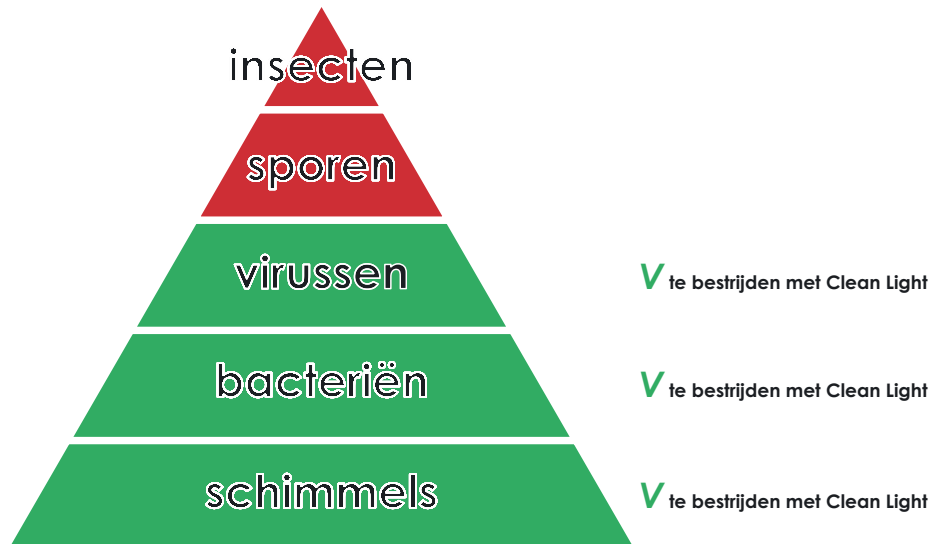 insecten
sporen
virussen
V te bestrijden met Clean Light
bacteriën
V te bestrijden met Clean Light
schimmels
V te bestrijden met Clean Light